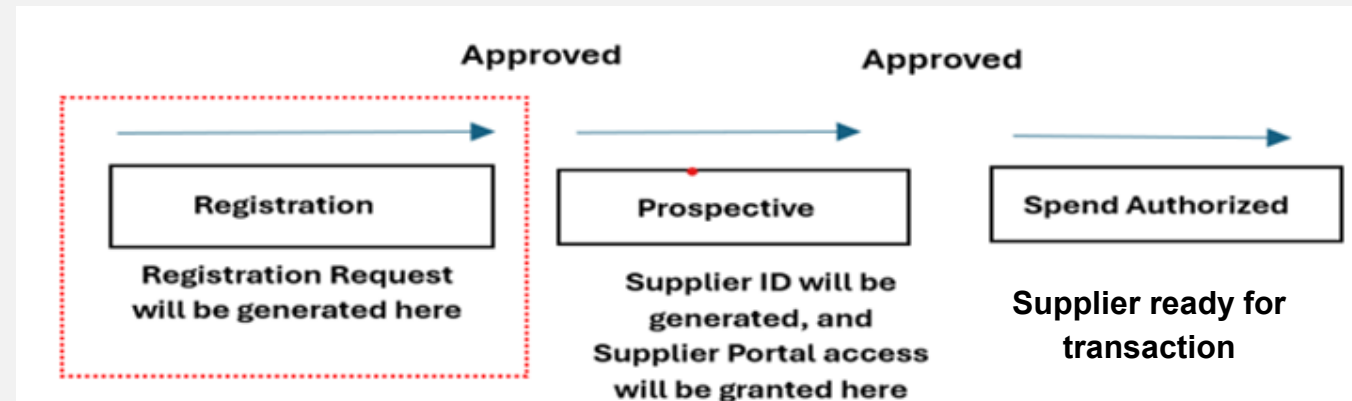 Approved
Approved
Registration
Prospective
Spend Authorized
Registration Request
will be generated here
Supplier ID will be
generated, and
Supplier Portal access
will be granted here
Supplier ready for
transaction